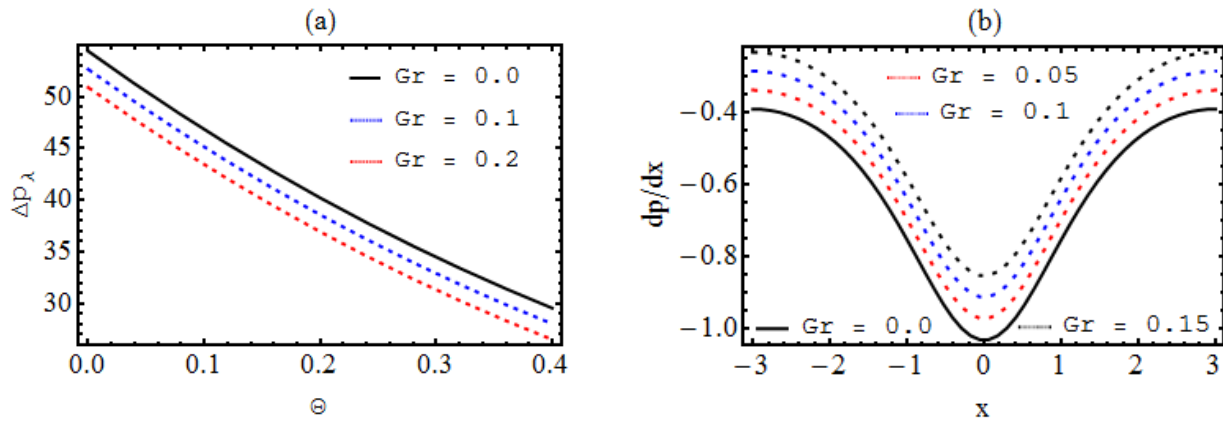 (a)
Gr = 0.0
Gr = 0.1
Gr = 0.2
50
45
40
35
30
Δp λ
0.0 0.1 0.2 0.3 0.4
Θ
(b)
Gr = 0.05
Gr = 0.1
−0.4
−0.6
−0.8
−1.0
dp/dx
Gr = 0.0 Gr = 0.15
−3 −2 −1 0 1 2 3
x